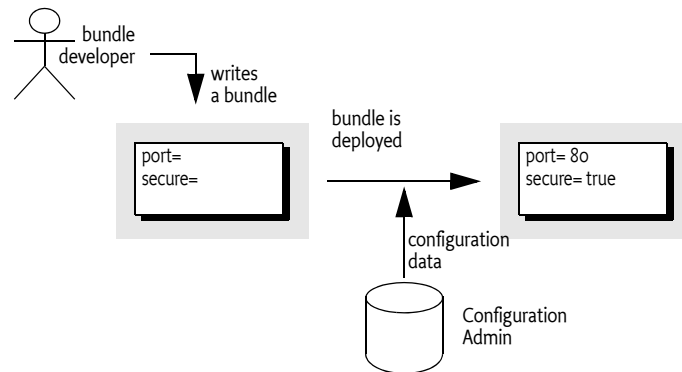 bundle
developer
writes
a bundle
bundle is
deployed
port=
secure=
port= 80
secure= true
configuration
data
Configuration
Admin